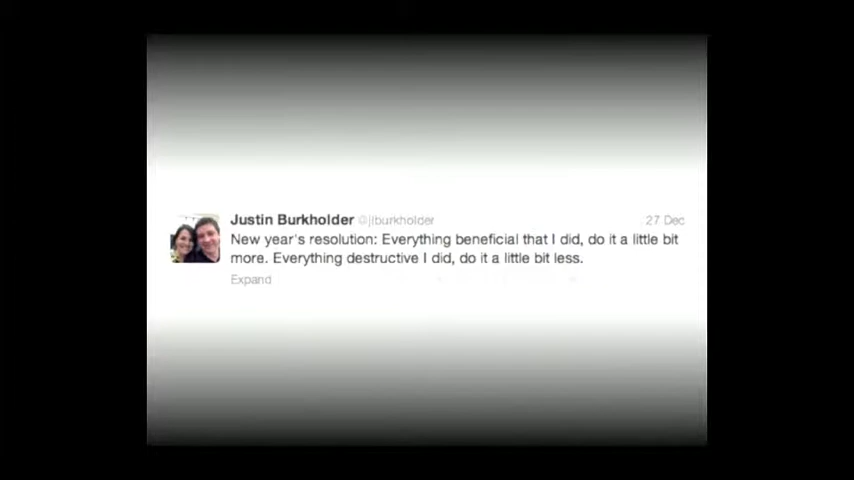 Justin Burkholder @jlburkholder 27 Dec
New year's resolution: Everything beneficial that I did, do it a little bit
more. Everything destructive I did, do it a little bit less.
Expand